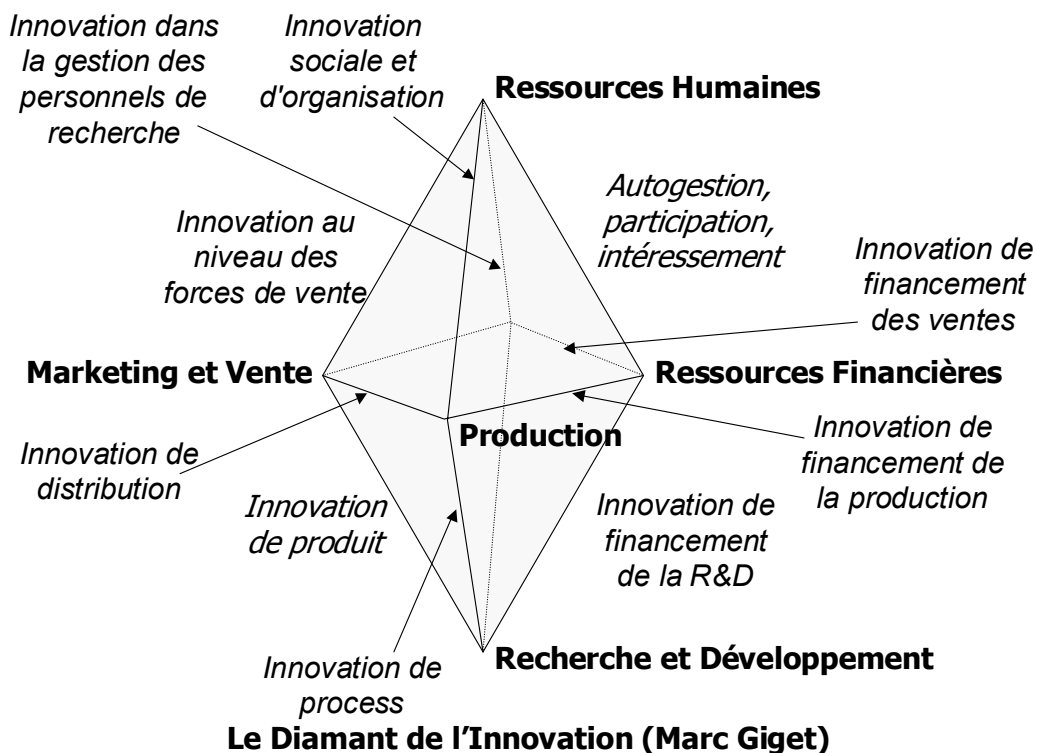 Innovation dans
la gestion des
personnels de
recherche
Innovation
sociale et
d'organisation
Ressources Humaines
Autogestion,
participation,
intéressement
Innovation au
niveau des
forces de vente
Innovation de
financement
des ventes
Marketing et Vente
Ressources Financières
Production
Innovation de
distribution
Innovation de
financement de
la production
Innovation
de produit
Innovation de
financement
de la R&D
Innovation de
process
Recherche et Développement
Le Diamant de l’Innovation (Marc Giget)